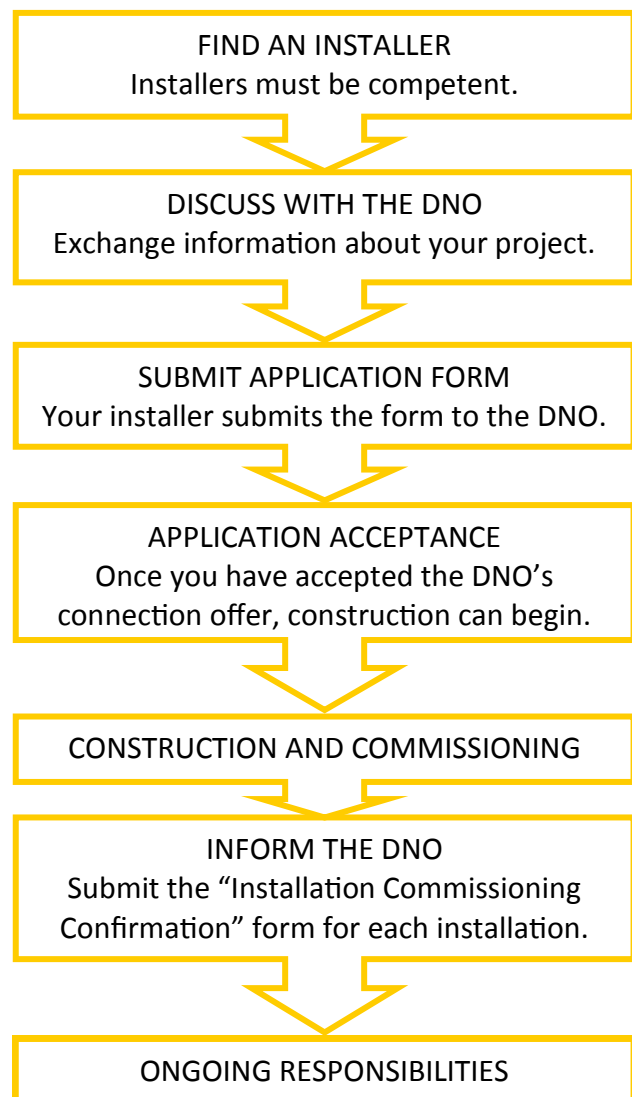 FIND AN INSTALLER
Installers must be competent.
DISCUSS WITH THE DNO
Exchange information about your project.
SUBMIT APPLICATION FORM
Your installer submits the form to the DNO.
APPLICATION ACCEPTANCE
Once you have accepted the DNO’s
connection offer, construction can begin.
CONSTRUCTION AND COMMISSIONING
INFORM THE DNO
Submit the “Installation Commissioning
Confirmation” form for each installation.
ONGOING RESPONSIBILITIES